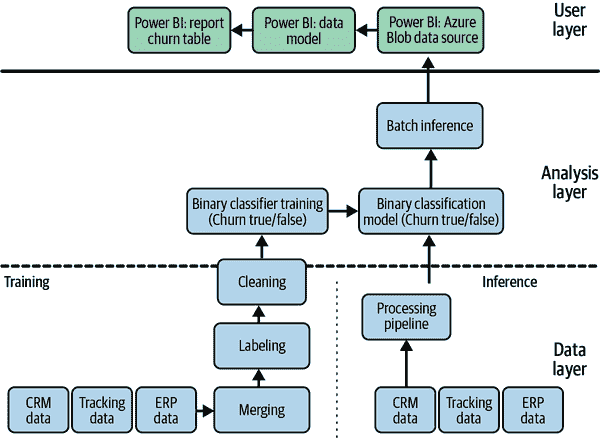 Power BI: report
churn table
Power BI: data
model
Power BI: Azure
Blob data source
User
layer
Batch inference
Binary classifier training
(Churn true/false)
Binary classification
model (Churn true/false)
Analysis
layer
Training
Cleaning
Inference
Processing
pipeline
Labeling
Data
layer
CRM
data
Tracking
data
ERP
data
Merging
CRM
data
Tracking
data
ERP
data